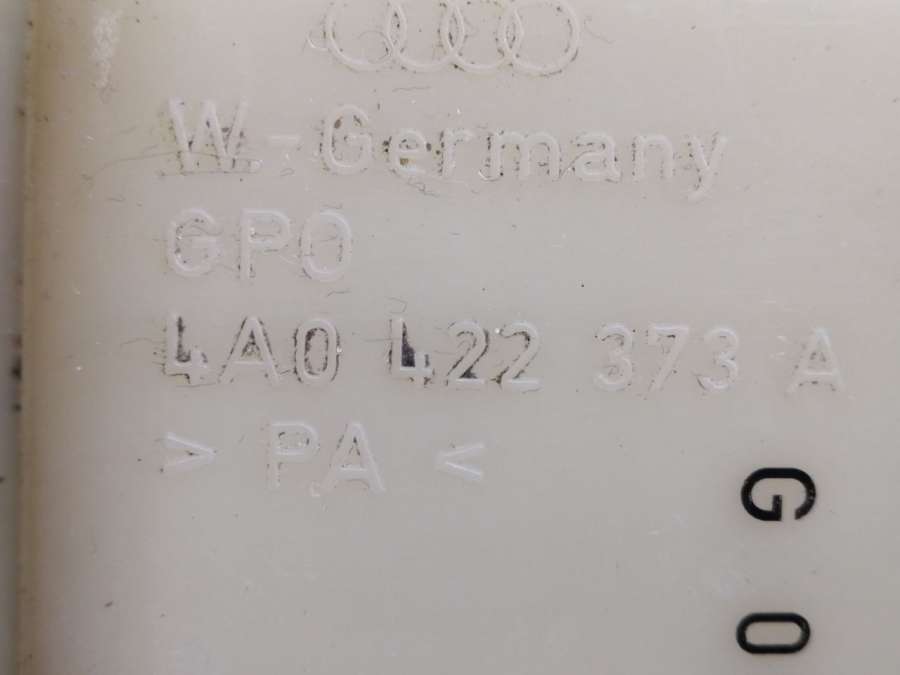 W.-Germany
GPO
4A0 422 373 A
> PA <
G 0